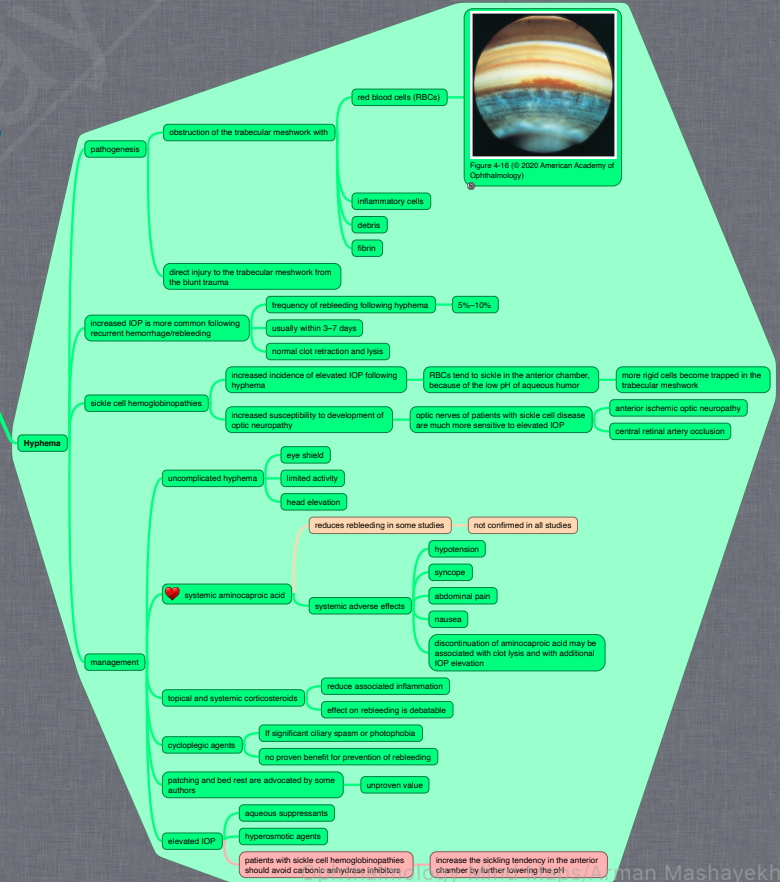 red blood cells (RBCs)
Figure 4-16 (© 2020 American Academy of
Ophthalmology)
obstruction of the trabecular meshwork with
pathogenesis
inflammatory cells
debris
fibrin
direct injury to the trabecular meshwork from
the blunt trauma
increased IOP is more common following
recurrent hemorrhage/rebleeding
frequency of rebleeding following hyphema
5%–10%
usually within 3–7 days
normal clot retraction and lysis
sickle cell hemoglobinopathies
increased incidence of elevated IOP following
hyphema
RBCs tend to sickle in the anterior chamber,
because of the low pH of aqueous humor
more rigid cells become trapped in the
trabecular meshwork
increased susceptibility to development of
optic neuropathy
optic nerves of patients with sickle cell disease
are much more sensitive to elevated IOP
anterior ischemic optic neuropathy
central retinal artery occlusion
Hyphema
management
uncomplicated hyphema
eye shield
limited activity
head elevation
systemic aminocaproic acid
reduces rebleeding in some studies
not confirmed in all studies
systemic adverse effects
hypotension
syncope
abdominal pain
nausea
discontinuation of aminocaproic acid may be
associated with clot lysis and with additional
IOP elevation
topical and systemic corticosteroids
reduce associated inflammation
effect on rebleeding is debatable
cycloplegic agents
If significant ciliary spasm or photophobia
no proven benefit for prevention of rebleeding
patching and bed rest are advocated by some
authors
unproven value
elevated IOP
aqueous suppressants
hyperosmotic agents
patients with sickle cell hemoglobinopathies
should avoid carbonic anhydrase inhibitors
increase the sickling tendency in the anterior
chamber by further lowering the pH
Ophthalmology Mind Maps/Arman Mashayekh